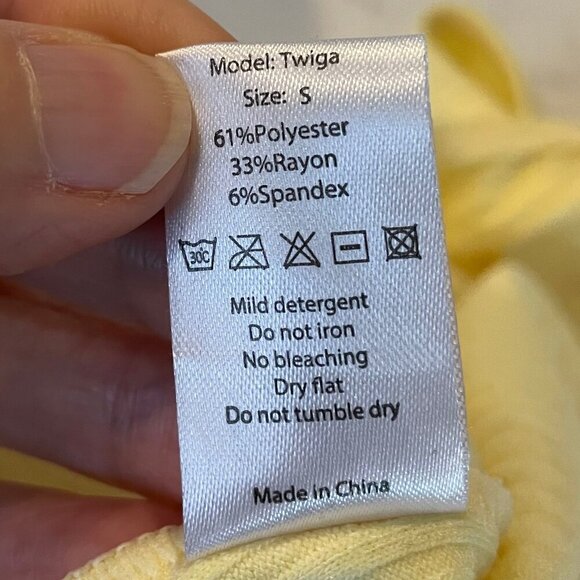 Model: Twiga
Size: S
61%Polyester
33%Rayon
6%Spandex
30C
Mild detergent
Do not iron
No bleaching
Dry flat
Do not tumble dry
Made in China